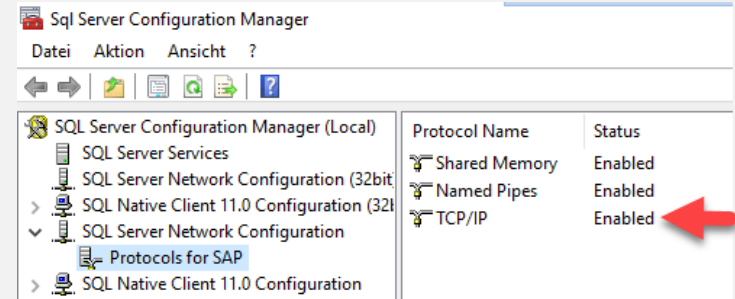 Sql Server Configuration Manager
Datei Aktion Ansicht ?
SQL Server Configuration Manager (Local)
SQL Server Services
SQL Server Network Configuration (32bit
SQL Native Client 11.0 Configuration (32b
SQL Server Network Configuration
Protocols for SAP
SQL Native Client 11.0 Configuration
Protocol Name Status
Shared Memory Enabled
Named Pipes Enabled
TCP/IP Enabled